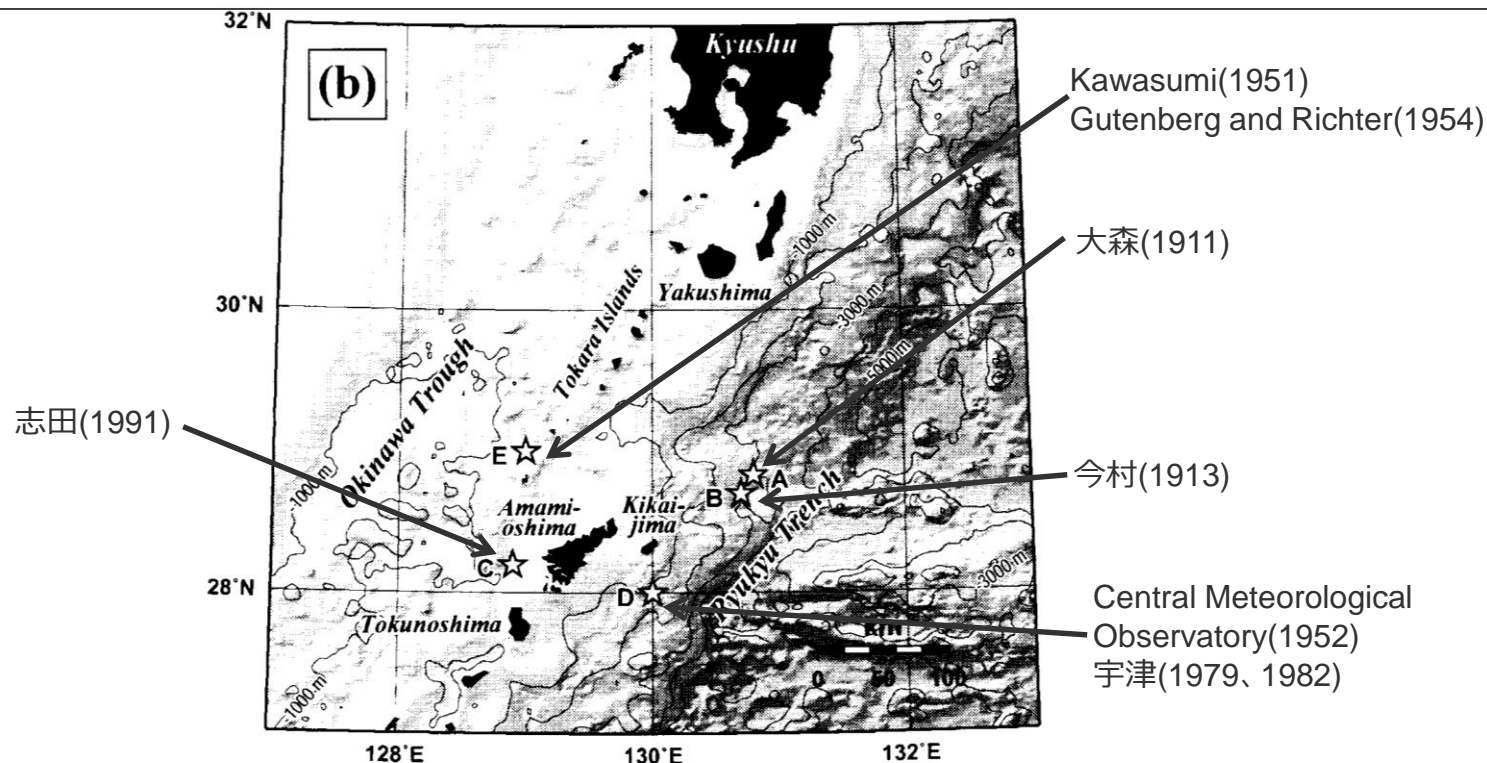 32°N
(b)
Kyushu
Kawasumi(1951)
Gutenberg and Richter(1954)
-1000 m
大森(1911)
Yakushima
30°N
-3000 m
Tokara Islands
-5000 m
Okinawa Trough
志田(1991)
E
A
-1000 m
B
今村(1913)
Amami-
oshima
Kikai-
jima
Ryukyu Trench
C
28°N
D
-3000 m
Tokunoshima
Central Meteorological
Observatory(1952)
宇津(1979、1982)
km
0 50 100
-1000 m
128°E
130°E
132°E